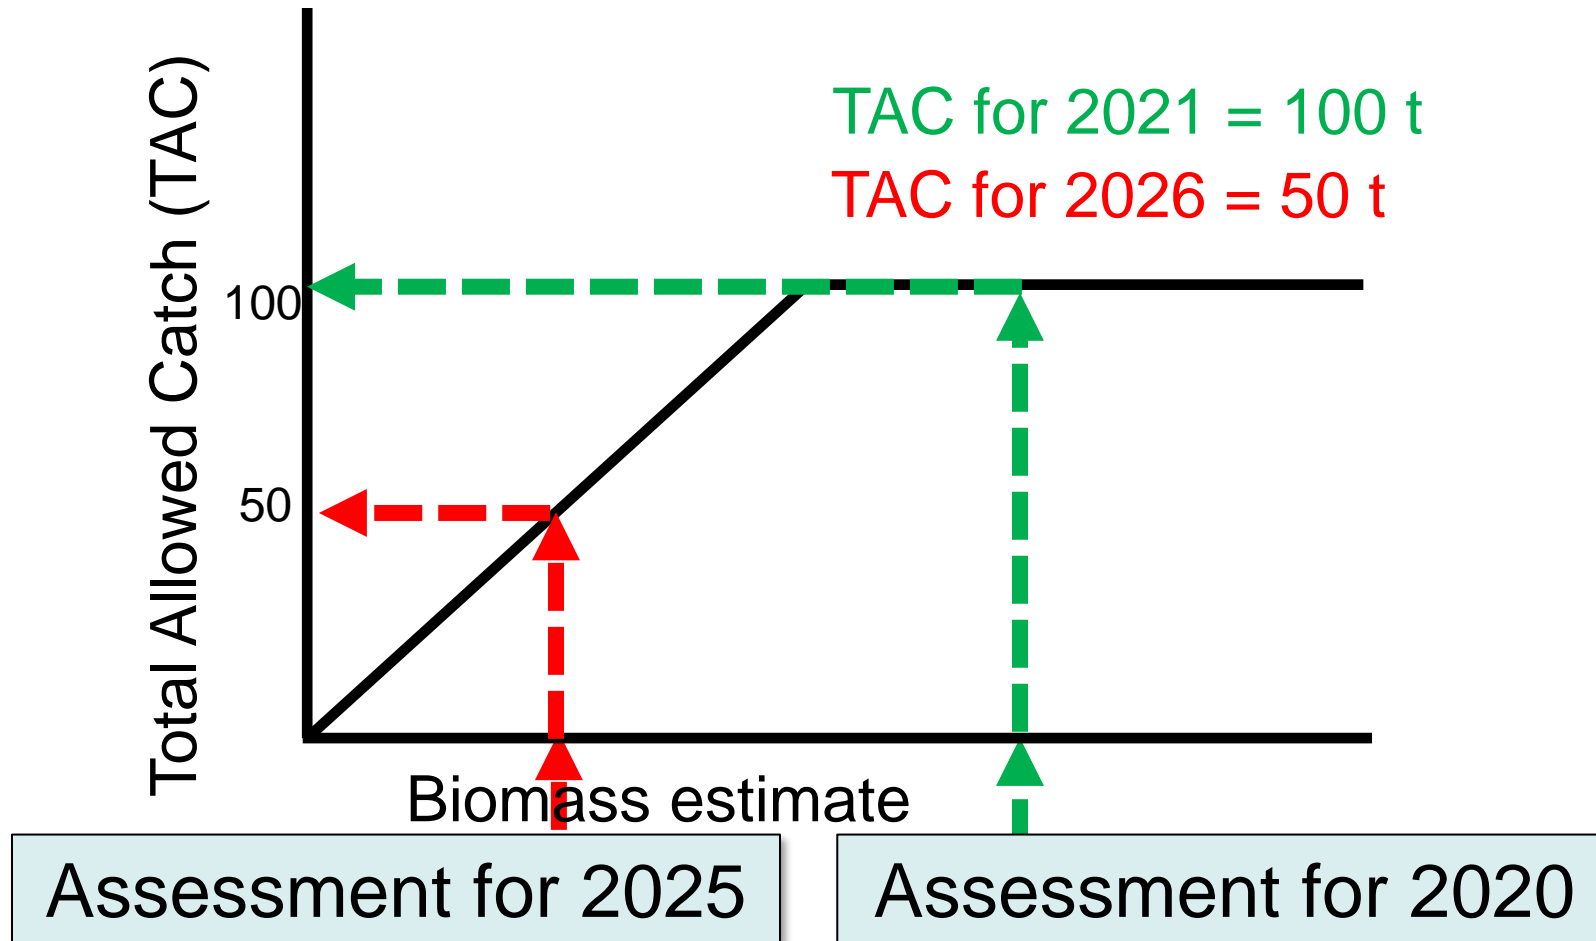 Total Allowed Catch (TAC)
TAC for 2021 = 100 t
TAC for 2026 = 50 t
100
50
Biomass estimate
Assessment for 2025
Assessment for 2020